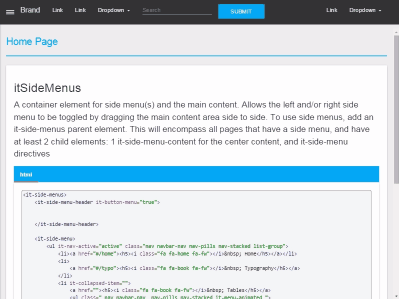 Brand Link Link Dropdown Search SUBMIT Link Dropdown
Home Page
itSideMenus
A container element for side menu(s) and the main content. Allows the left and/or right side
menu to be toggled by dragging the main content area side to side. To use side menus, add an
it-side-menus parent element. This will encompass all pages that have a side menu, and have
at least 2 child elements: 1 it-side-menu-content for the center content, and it-side-menu
directives
html
<it-side-menus>
<it-side-menu-header it-button-menu="true">
</it-side-menu-header>
<it-side-menu>
<ul it-nav-active="active" class="nav navbar-nav nav-pills nav-stacked list-group">
<li><a href="#/home"><h5><i class="fa fa-home fa-fw"></i>&nbsp; Home</h5></a></li>
<li>
<a href="#/typo"><h5><i class="fa fa-book fa-fw"></i>&nbsp; Typography</h5></a>
</li>
<li it-collapsed-item="">
<a href=""><h5><i class="fa fa-book fa-fw"></i>&nbsp; Tables</h5></a>
<ul class="nav navbar-nav nav-pills nav-stacked it-menu-animated ">